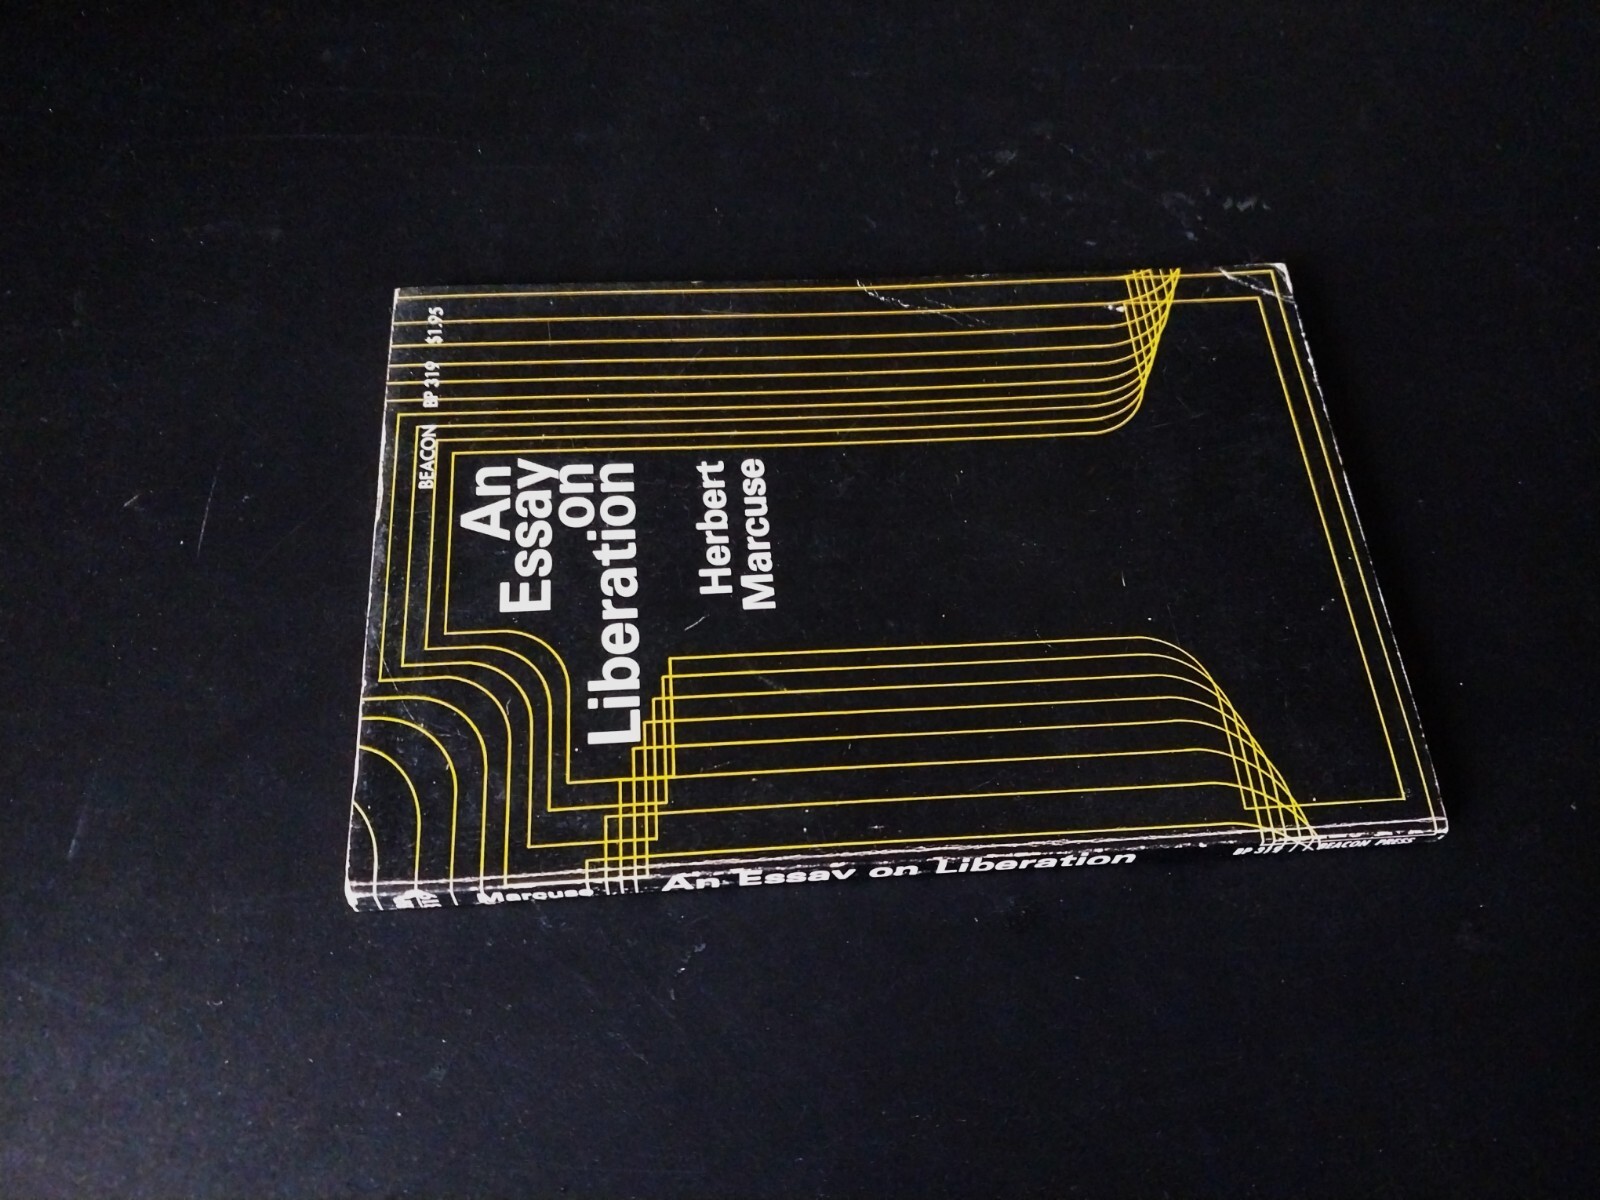 BEACON BP 319 $1.95
An
Essay
on
Liberation
Herbert
Marcuse
319
Marcuse
An Essay on Liberation
BP 319
BEACON PRESS